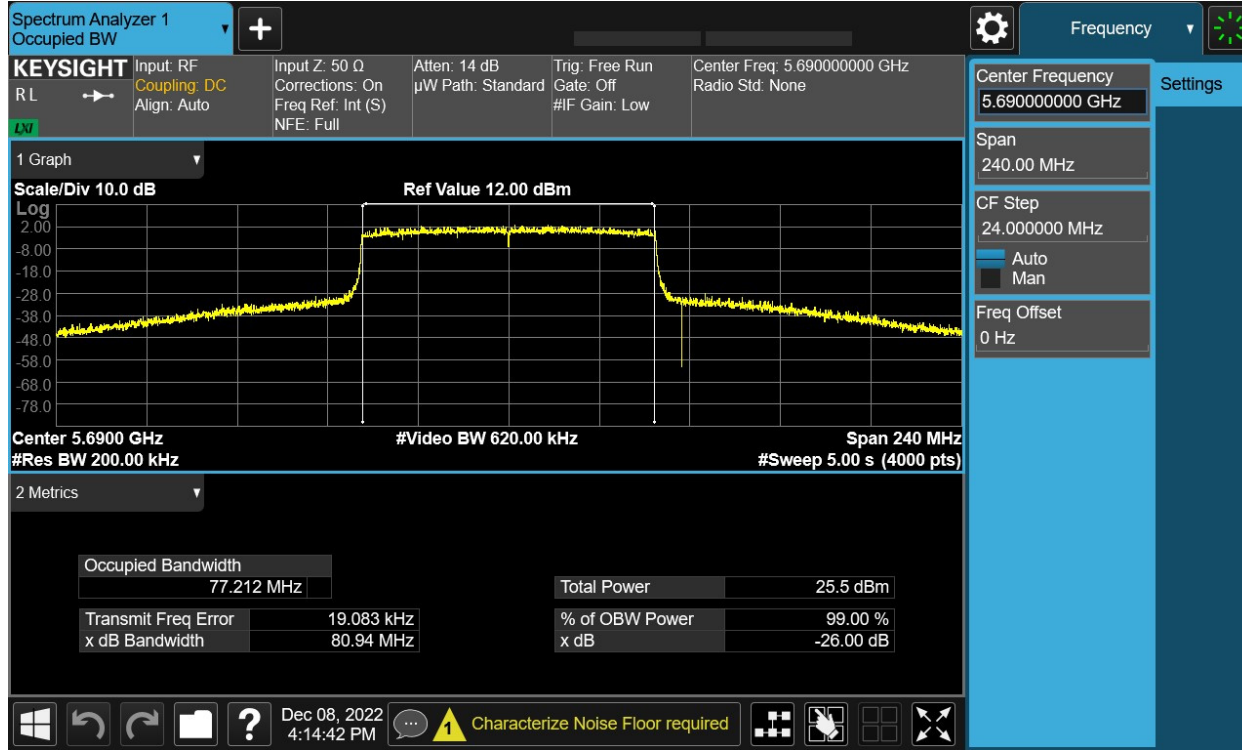 Spectrum Analyzer 1
Occupied BW
+
Frequency
KEYSIGHT
R L
LXI
Input: RF
Coupling: DC
Align: Auto
Input Z: 50 Ω
Corrections: On
Freq Ref: Int (S)
NFE: Full
Atten: 14 dB
µW Path: Standard
Trig: Free Run
Gate: Off
#IF Gain: Low
Center Freq: 5.690000000 GHz
Radio Std: None
Center Frequency
5.690000000 GHz
Settings
Span
240.00 MHz
CF Step
24.000000 MHz
Auto
Man
Freq Offset
0 Hz
1 Graph
Scale/Div 10.0 dB
Ref Value 12.00 dBm
Log
2.00
-8.00
-18.0
-28.0
-38.0
-48.0
-58.0
-68.0
-78.0
Center 5.6900 GHz
#Video BW 620.00 kHz
Span 240 MHz
#Res BW 200.00 kHz
#Sweep 5.00 s (4000 pts)
2 Metrics
Occupied Bandwidth
77.212 MHz
Total Power 25.5 dBm
Transmit Freq Error 19.083 kHz
% of OBW Power 99.00 %
x dB Bandwidth 80.94 MHz
x dB -26.00 dB
?
Dec 08, 2022
4:14:42 PM
1
Characterize Noise Floor required